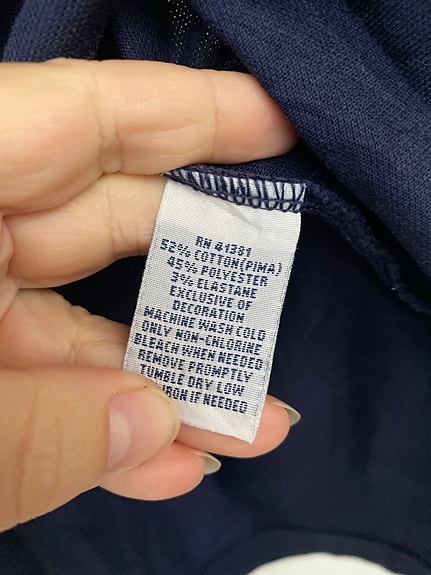 RN 41381
52% COTTON(PIMA)
45% POLYESTER
3% ELASTANE
EXCLUSIVE OF
DECORATION
MACHINE WASH COLD
ONLY NON-CHLORINE
BLEACH WHEN NEEDED
REMOVE PROMPTLY
TUMBLE DRY LOW
IRON IF NEEDED